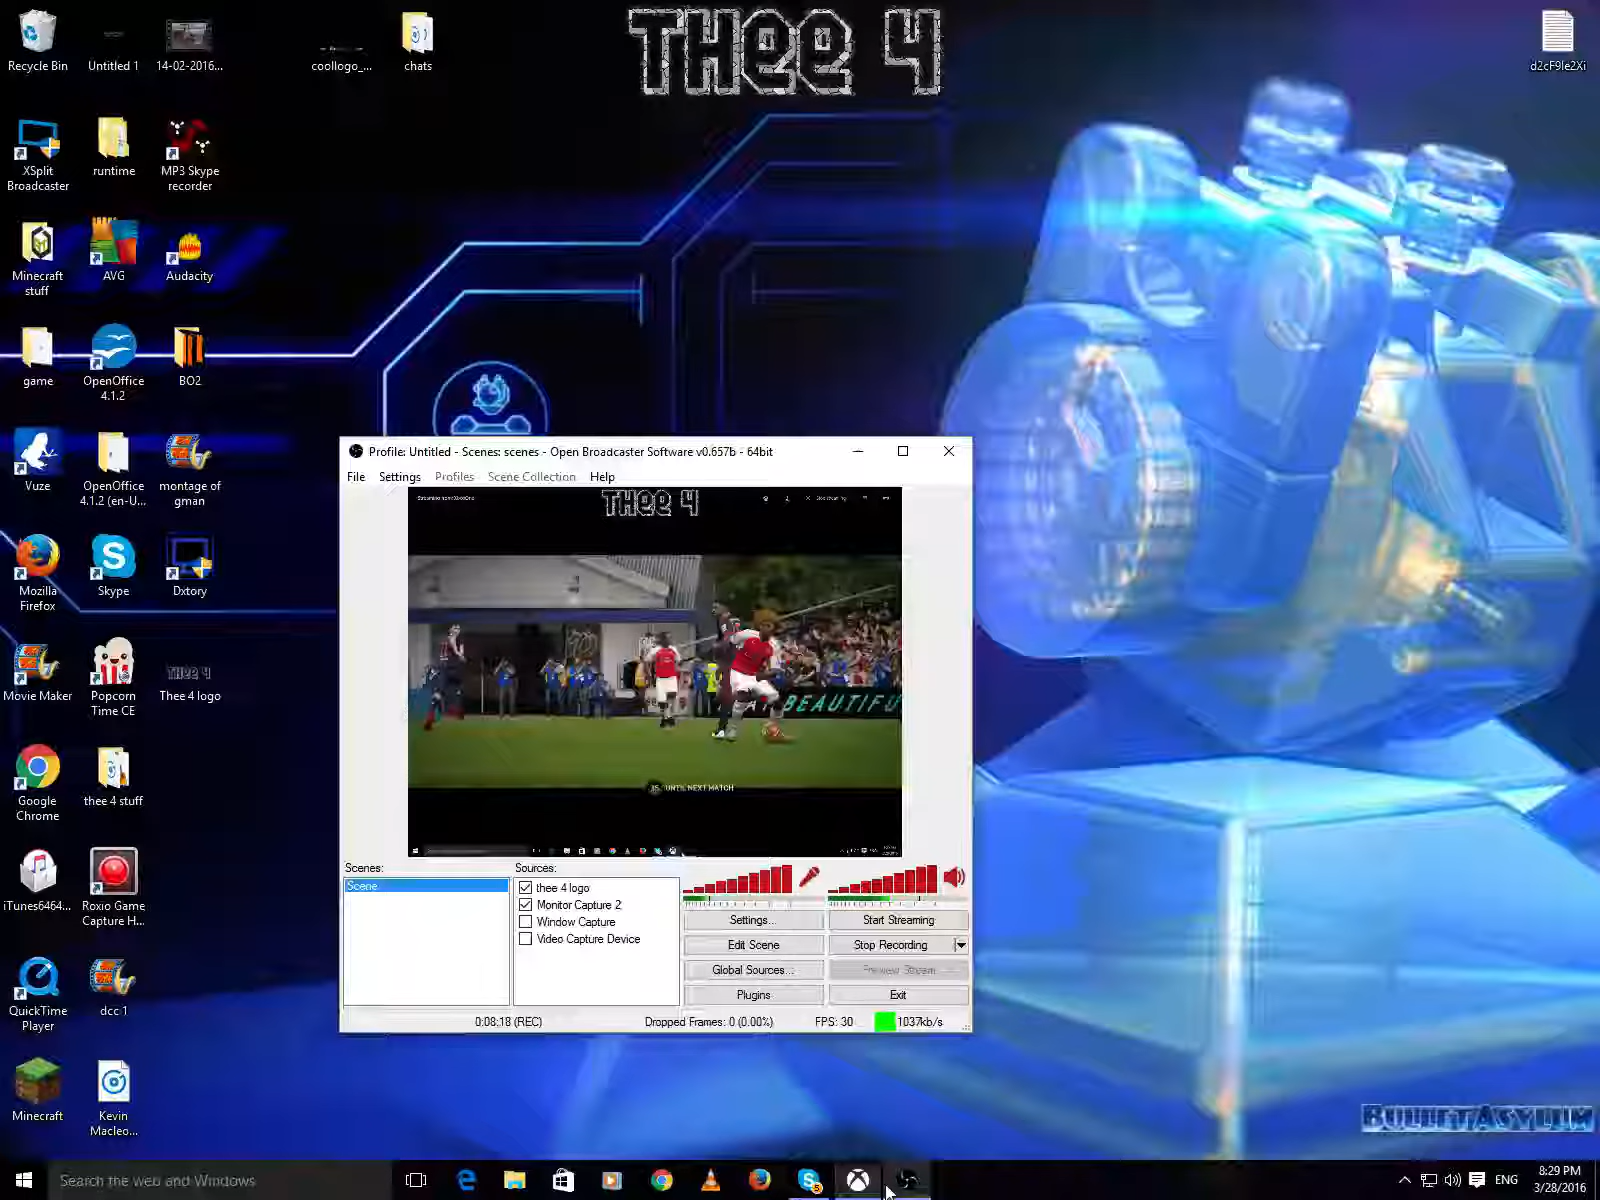 Recycle Bin
Untitled 1
14-02-2016...
coollogo_...
chats
THee 4
d2cF9le2Xi
XSplit
Broadcaster
runtime
MP3 Skype
recorder
Minecraft
stuff
AVG
Audacity
game
OpenOffice
4.1.2
BO2
Vuze
OpenOffice
4.1.2 (en-U...
montage of
gman
Mozilla
Firefox
Skype
Dxtory
Movie Maker
Popcorn
Time CE
THee 4
Thee 4 logo
Google
Chrome
thee 4 stuff
iTunes6464...
Roxio Game
Capture H...
QuickTime
Player
dcc 1
Minecraft
Kevin
Macleo...
Profile: Untitled - Scenes: scenes - Open Broadcaster Software v0.657b - 64bit
File Settings Profiles Scene Collection Help
THee 4
BEAUTIFU
UNTIL NEXT MATCH
Scenes:
Scene
Sources:
thee 4 logo
Monitor Capture 2
Window Capture
Video Capture Device
Settings...
Start Streaming
Edit Scene
Stop Recording
Global Sources...
Preview Stream
Plugins
Exit
0:08:18 (REC)
Dropped Frames: 0 (0.00%)
FPS: 30
1037kb/s
BulletAsylum
Search the web and Windows
5
ENG
8:29 PM
3/28/2016